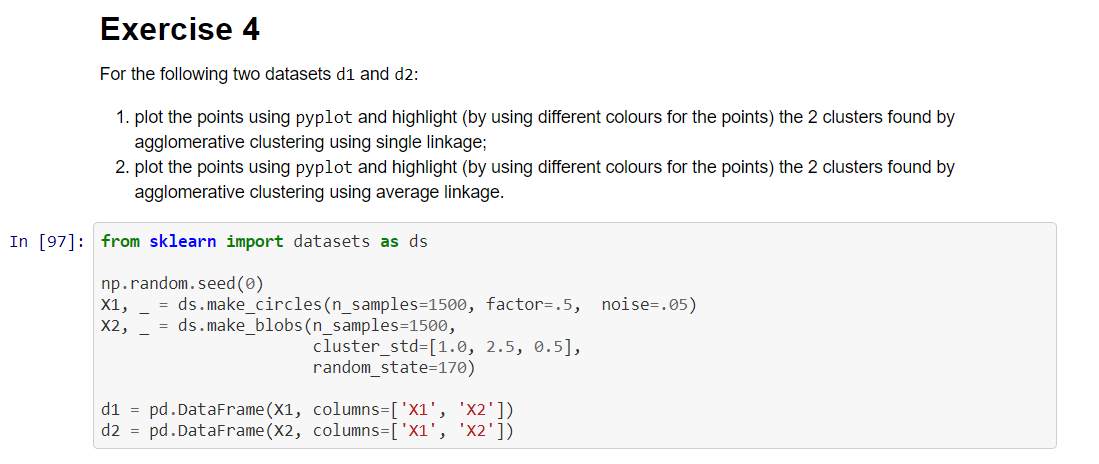 Exercise 4
For the following two datasets d1 and d2:
1. plot the points using pyplot and highlight (by using different colours for the points) the 2 clusters found by
agglomerative clustering using single linkage;
2. plot the points using pyplot and highlight (by using different colours for the points) the 2 clusters found by
agglomerative clustering using average linkage.
In [97]: from sklearn import datasets as ds
np.random.seed(0)
X1, _ = ds.make_circles(n_samples=1500, factor=.5,  noise=.05)
X2, _ = ds.make_blobs(n_samples=1500,
                      cluster_std=[1.0, 2.5, 0.5],
                      random_state=170)
d1 = pd.DataFrame(X1, columns=['X1', 'X2'])
d2 = pd.DataFrame(X2, columns=['X1', 'X2'])